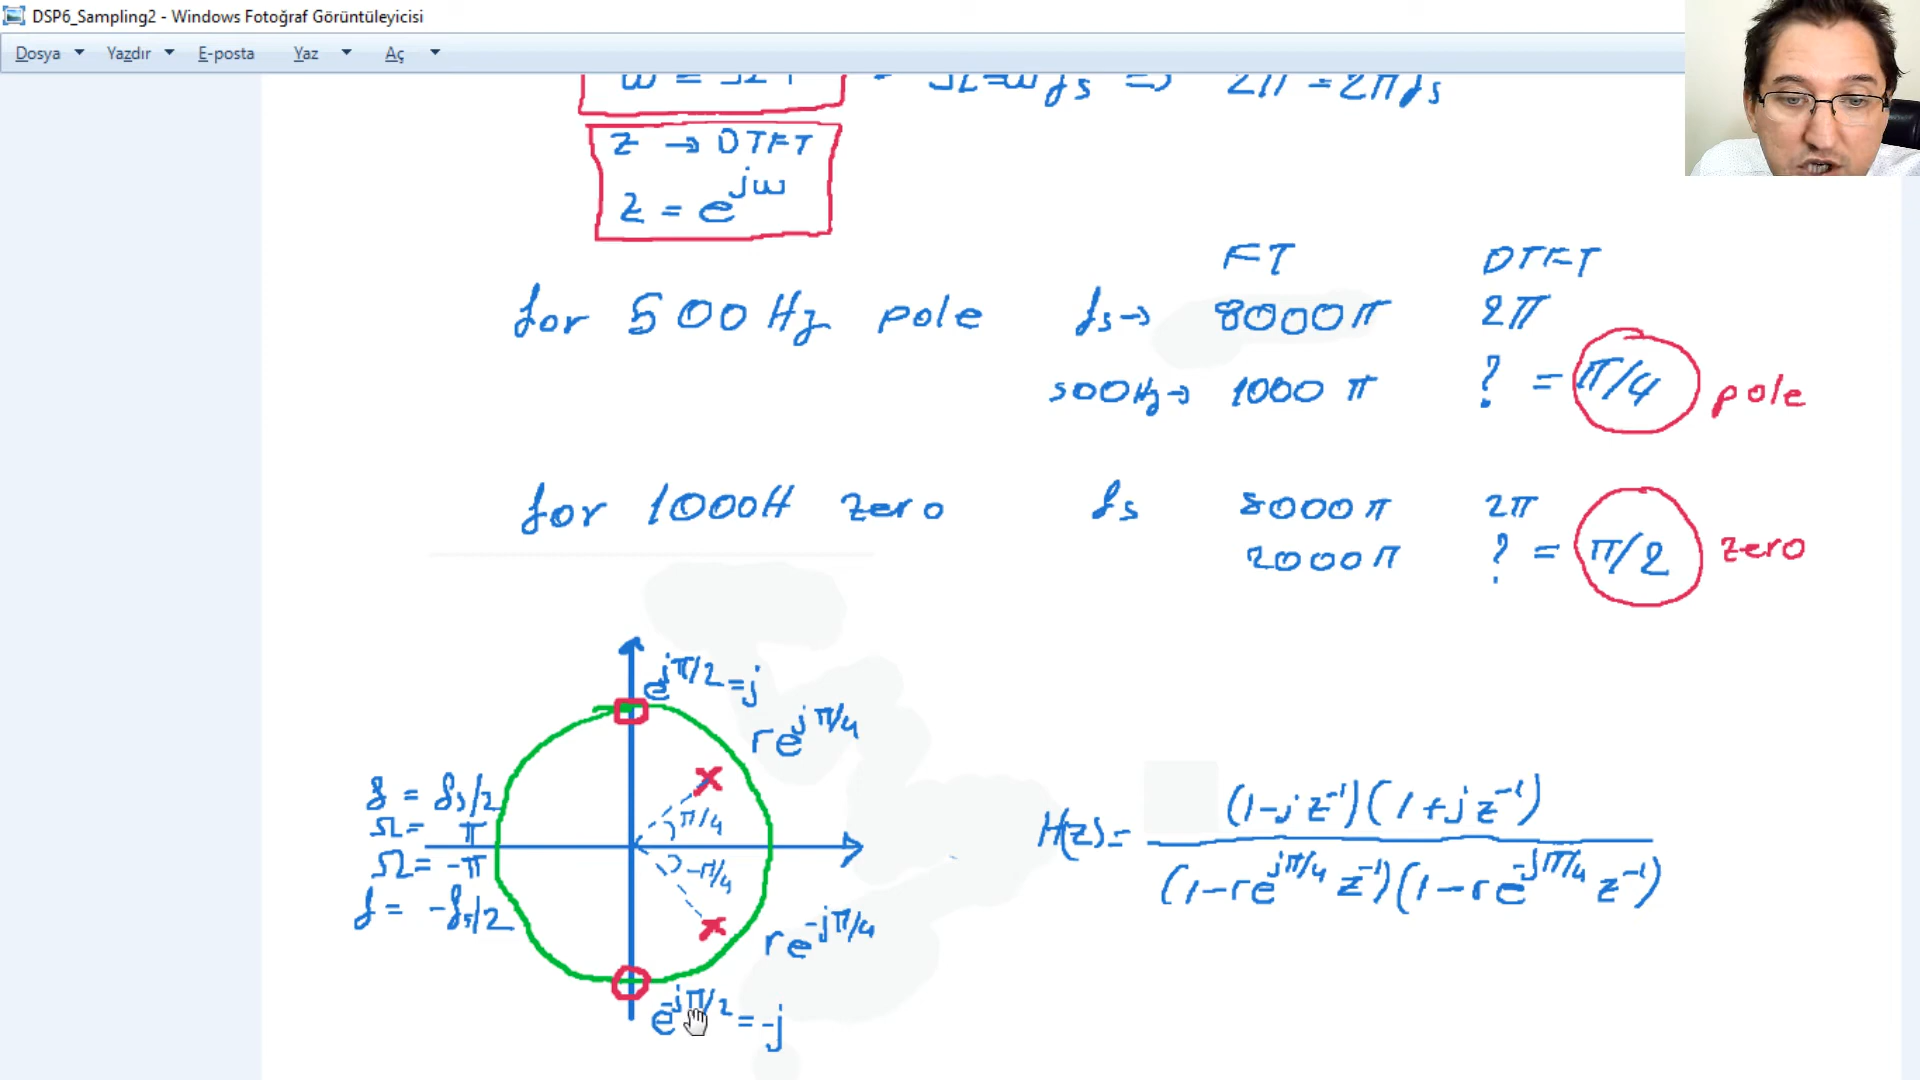 DSP6_Sampling2 - Windows Fotoğraf Görüntüleyicisi
Dosya Yazdır E-posta Yaz Aç
Ω = ω fs ⇒ 2π = 2π fs
z → DTFT
z = e^jω
FT DTFT
for 500Hz pole fs→ 8000π 2π
500Hz→ 1000π ? = π/4 pole
for 1000H zero fs 8000π 2π
2000π ? = π/2 zero
e^jπ/2 = j
re^jπ/4
f = fs/2
Ω = π
π/4
Ω = -π
-π/4
f = -fs/2
re^-jπ/4
e^-jπ/2 = -j
H(z) = (1-jz^-1)(1+jz^-1)
(1-re^jπ/4 z^-1)(1-re^-jπ/4 z^-1)